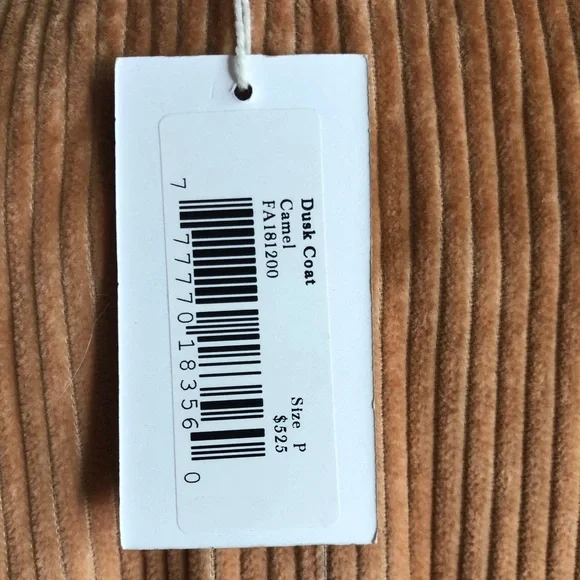 Dusk Coat
Camel
FA181200
Size P
$525
7 77770 18356 0